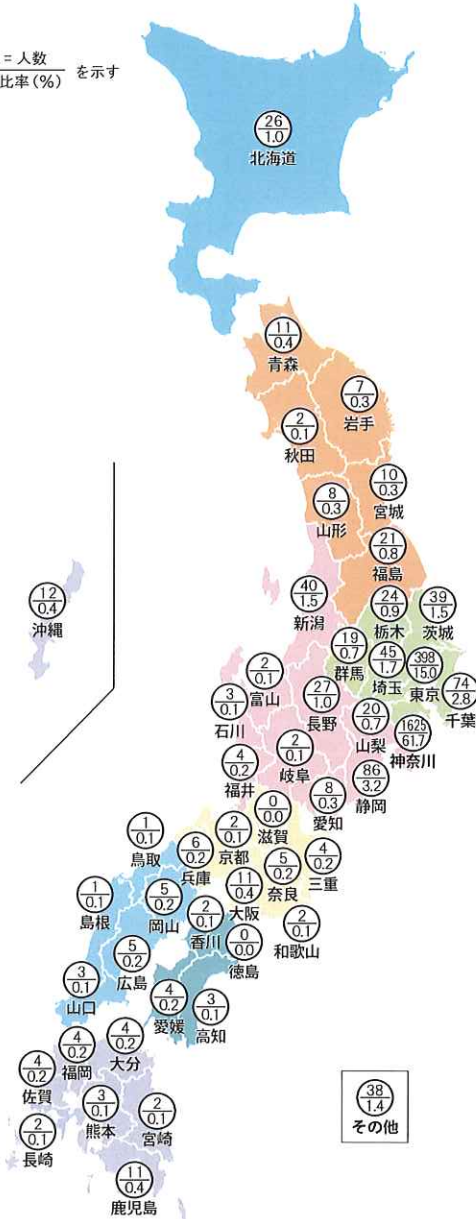 = 人数
比率(%) を示す
26
1.0
北海道
11
0.4
青森
7
0.3
岩手
2
0.1
秋田
10
0.3
宮城
8
0.3
山形
21
0.8
福島
12
0.4
沖縄
40
1.5
新潟
24
0.9
栃木
39
1.5
茨城
19
0.7
群馬
45
1.7
埼玉
398
15.0
東京
74
2.8
千葉
2
0.1
富山
3
0.1
石川
27
1.0
長野
20
0.7
山梨
1625
61.7
神奈川
4
0.2
福井
2
0.1
岐阜
8
0.3
愛知
86
3.2
静岡
0
0.0
滋賀
1
0.1
鳥取
6
0.2
兵庫
2
0.1
京都
5
0.2
奈良
4
0.2
三重
1
0.1
島根
5
0.2
岡山
2
0.1
香川
11
0.4
大阪
0
0.0
徳島
2
0.1
和歌山
3
0.1
山口
5
0.2
広島
4
0.2
愛媛
3
0.1
高知
4
0.2
佐賀
4
0.2
福岡
4
0.2
大分
2
0.1
長崎
3
0.1
熊本
2
0.1
宮崎
11
0.4
鹿児島
38
1.4
その他